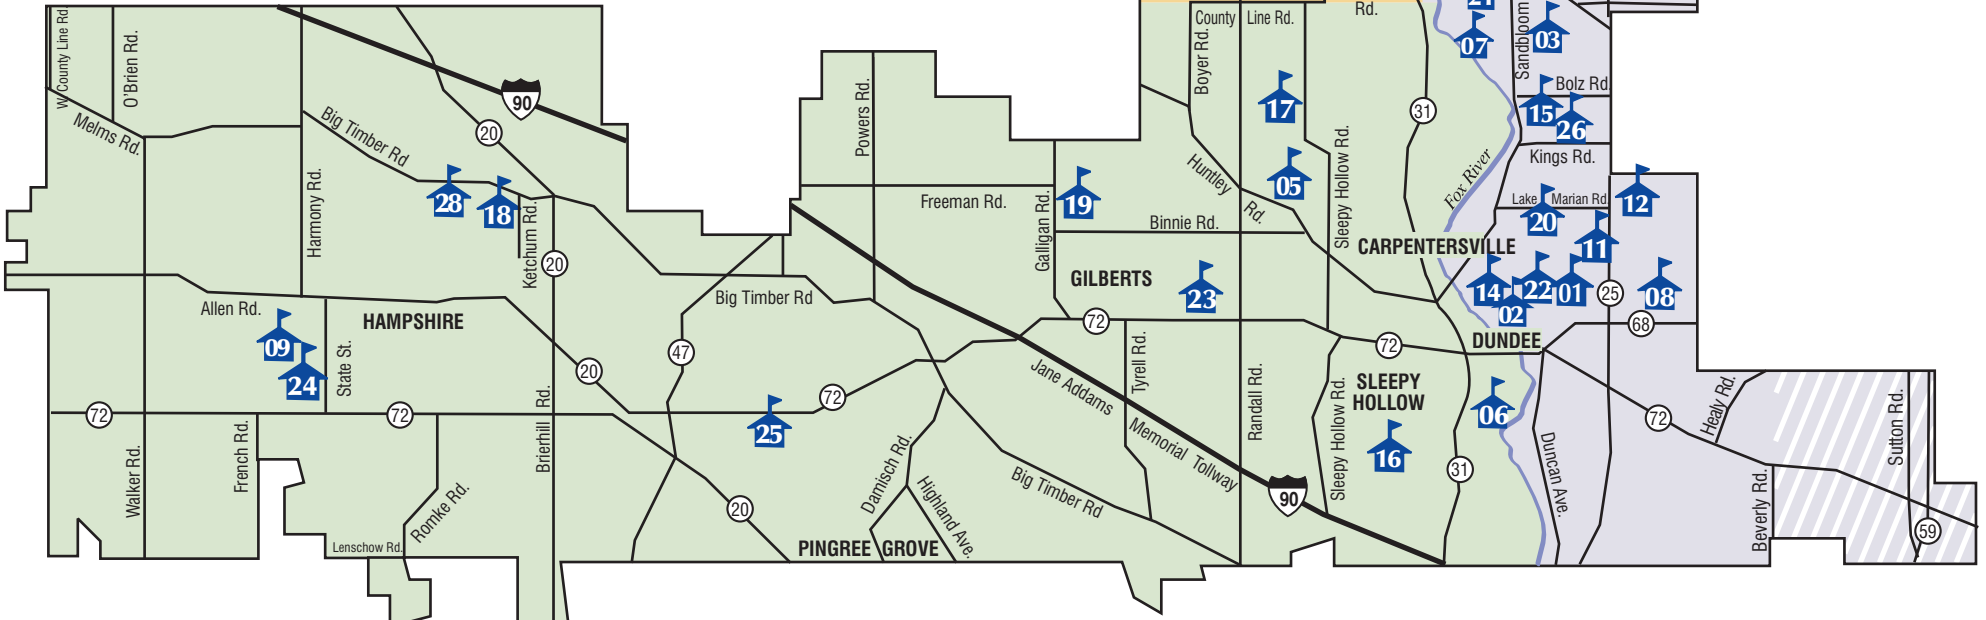 W. County Line Rd.
O'Brien Rd.
Melms Rd.
90
20
Big Timber Rd
28
18
Harmony Rd.
Ketchum Rd.
20
Allen Rd.
HAMPSHIRE
09
24
State St.
20
72
72
Walker Rd.
French Rd.
Romke Rd.
Lenschow Rd.
Brierhill Rd.
47
Big Timber Rd
72
25
20
Powers Rd.
Freeman Rd.
Galligan Rd.
19
Binnie Rd.
GILBERTS
23
72
Tyrell Rd.
Jane Addams
Memorial Tollway
Damisch Rd.
Highland Ave.
Big Timber Rd
PINGREE GROVE
County Line Rd.
Rd.
Boyer Rd.
17
05
Huntley
Rd.
Sleepy Hollow Rd.
31
Fox River
CARPENTERSVILLE
Randall Rd.
72
SLEEPY
HOLLOW
Sleepy Hollow Rd.
16
90
31
06
DUNDEE
07
Sandbloom
03
Bolz Rd.
15
26
Kings Rd.
Lake Marian Rd.
20
12
11
14
22
01
02
25
08
68
72
Duncan Ave.
Healy Rd.
Beverly Rd.
Sutton Rd.
59